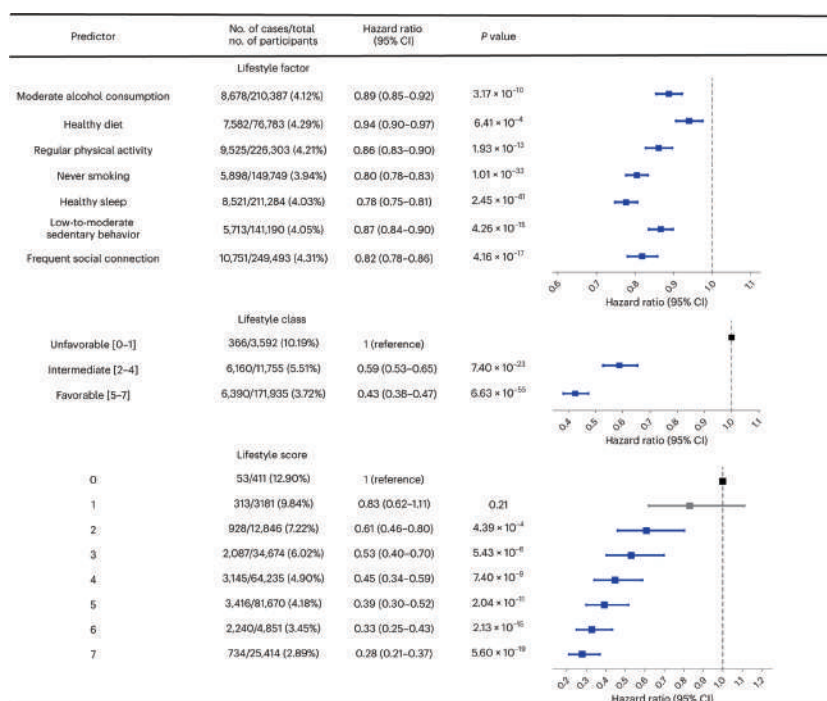 Predictor No. of cases/total no. of participants Hazard ratio (95% CI) P value
Lifestyle factor
Moderate alcohol consumption 8,678/210,387 (4.12%) 0.89 (0.85–0.92) 3.17 × 10⁻¹⁰
Healthy diet 7,582/76,783 (4.29%) 0.94 (0.90–0.97) 6.41 × 10⁻⁴
Regular physical activity 9,525/226,303 (4.21%) 0.86 (0.83–0.90) 1.93 × 10⁻¹³
Never smoking 5,898/149,749 (3.94%) 0.80 (0.78–0.83) 1.01 × 10⁻³³
Healthy sleep 8,521/211,284 (4.03%) 0.78 (0.75–0.81) 2.45 × 10⁻⁴¹
Low-to-moderate sedentary behavior 5,713/141,190 (4.05%) 0.87 (0.84–0.90) 4.26 ×
Frequent social connection 10,751/249,493 (4.31%) 0.82 (0.78–0.86) 4.16 × 10⁻¹⁷
0.6 0.7 0.8 0.9 1.0 1.1
Hazard ratio (95% CI)
Lifestyle class
Unfavorable [0–1] 366/3,592 (10.19%) 1 (reference)
Intermediate [2–4] 6,160/11,755 (5.51%) 0.59 (0.53–0.65) 7.40 × 10⁻²³
Favorable [5–7] 6,390/171,935 (3.72%) 0.43 (0.38–0.47) 6.63 × 10⁻⁵⁵
0.4 0.5 0.6 0.7 0.8 0.9 1.0
Hazard ratio (95% CI)
Lifestyle score
0 53/411 (12.90%) 1 (reference)
1 313/3181 (9.84%) 0.83 (0.62–1.11) 0.21
2 928/12,846 (7.22%) 0.61 (0.46–0.80) 4.39 × 10⁻⁴
3 2,087/34,674 (6.02%) 0.53 (0.40–0.70) 5.43 ×
4 3,145/64,235 (4.90%) 0.45 (0.34–0.59) 7.40 ×
5 3,416/81,670 (4.18%) 0.39 (0.30–0.52) 2.04 × 10⁻¹¹
6 2,240/4,851 (3.45%) 0.33 (0.25–0.43) 2.13 ×
7 734/25,414 (2.89%) 0.28 (0.21–0.37) 5.60 × 10⁻¹⁹
0.2 0.3 0.4 0.5 0.6 0.7 0.8 0.9 1.0 1.1 1.2
Hazard ratio (95% CI)